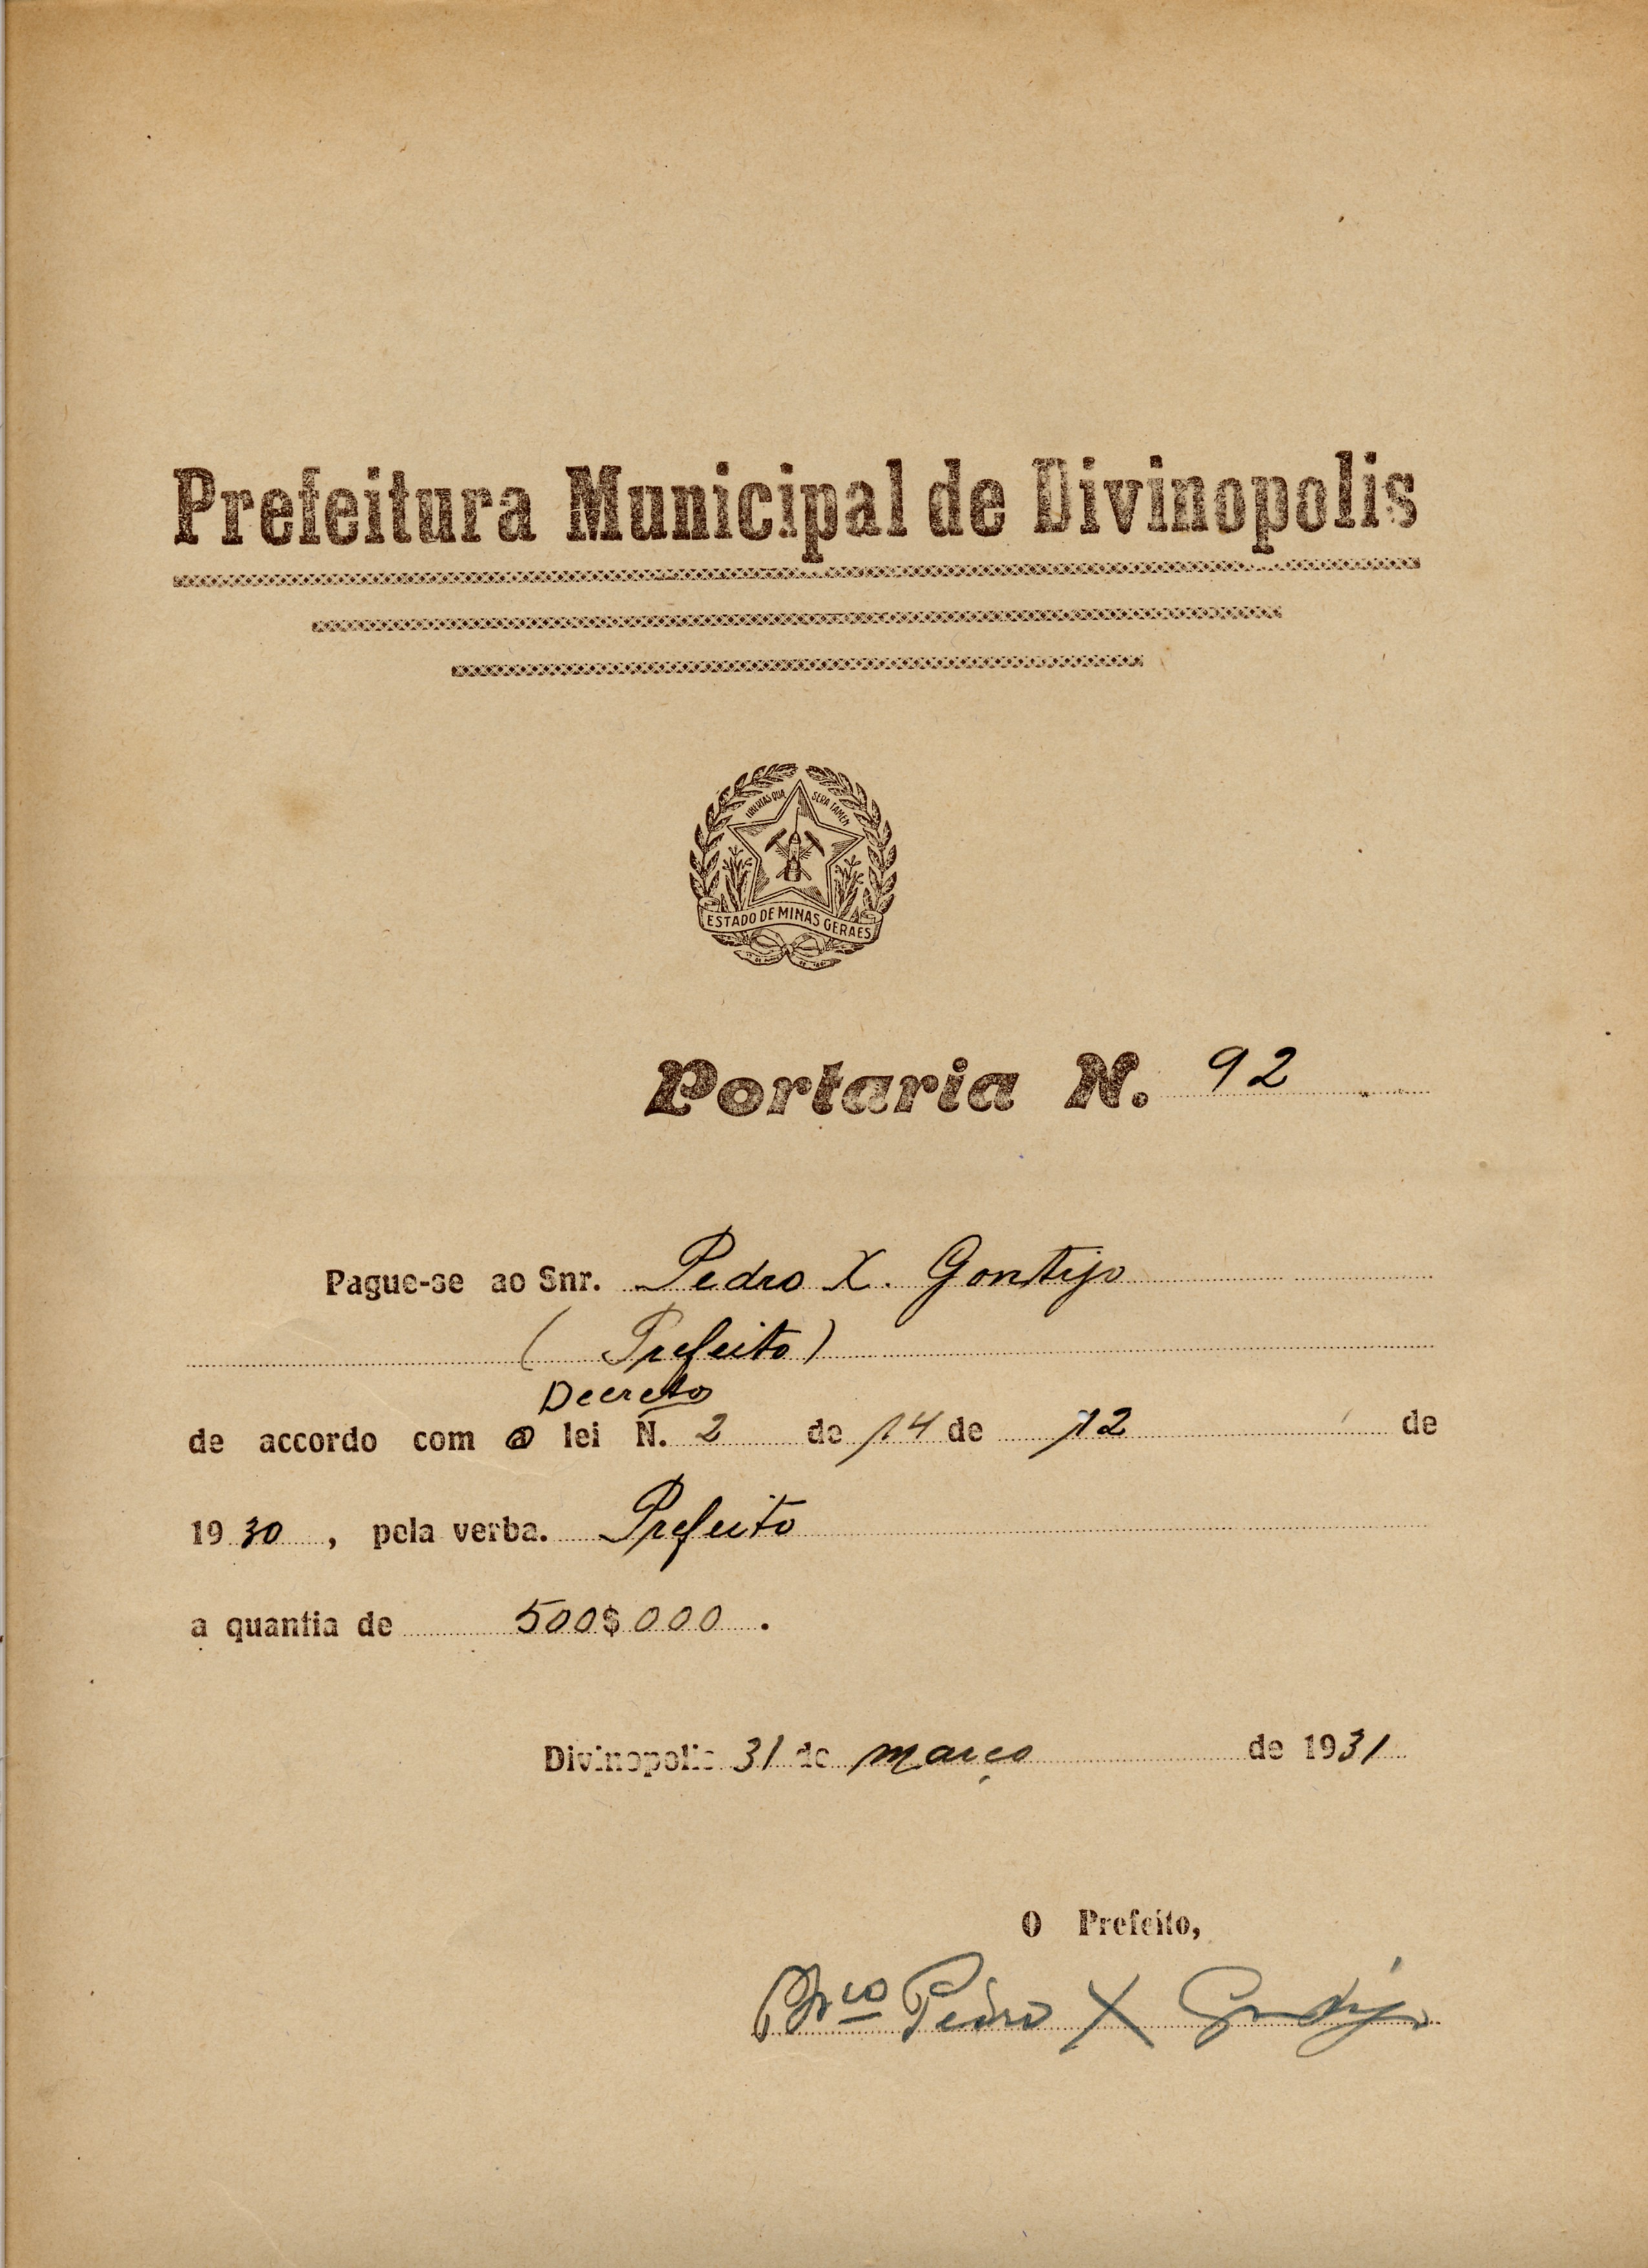 Prefeitura Municipal de Divinopolis
LIBERTAS QUÆ SERA TAMEN
ESTADO DE MINAS GERAES
Portaria N. 92
Pague-se ao Snr. Pedro X. Gontijo
( Prefeito )
Decreto
de accordo com o lei N. 2 de 14 de 12 de
1930 , pela verba. Prefeito
a quantia de 500$000 .
Divinopolis 31 de março de 1931
O Prefeito,
Pedro X Gontijo